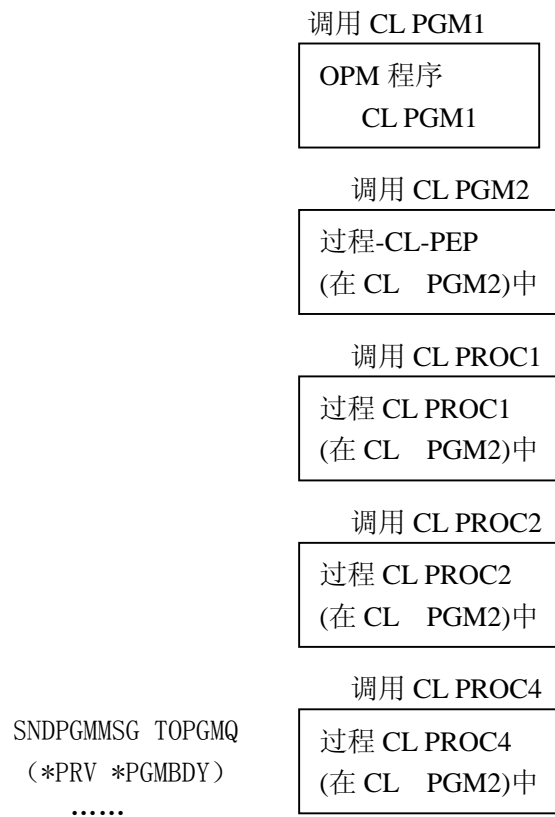 调用 CL PGM1
OPM 程序
CL PGM1
调用 CL PGM2
过程-CL-PEP
(在 CL PGM2)中
调用 CL PROC1
过程 CL PROC1
(在 CL PGM2)中
调用 CL PROC2
过程 CL PROC2
(在 CL PGM2)中
调用 CL PROC4
SNDPGMMSG TOPGMQ
(*PRV *PGMBDY)
……
过程 CL PROC4
(在 CL PGM2)中